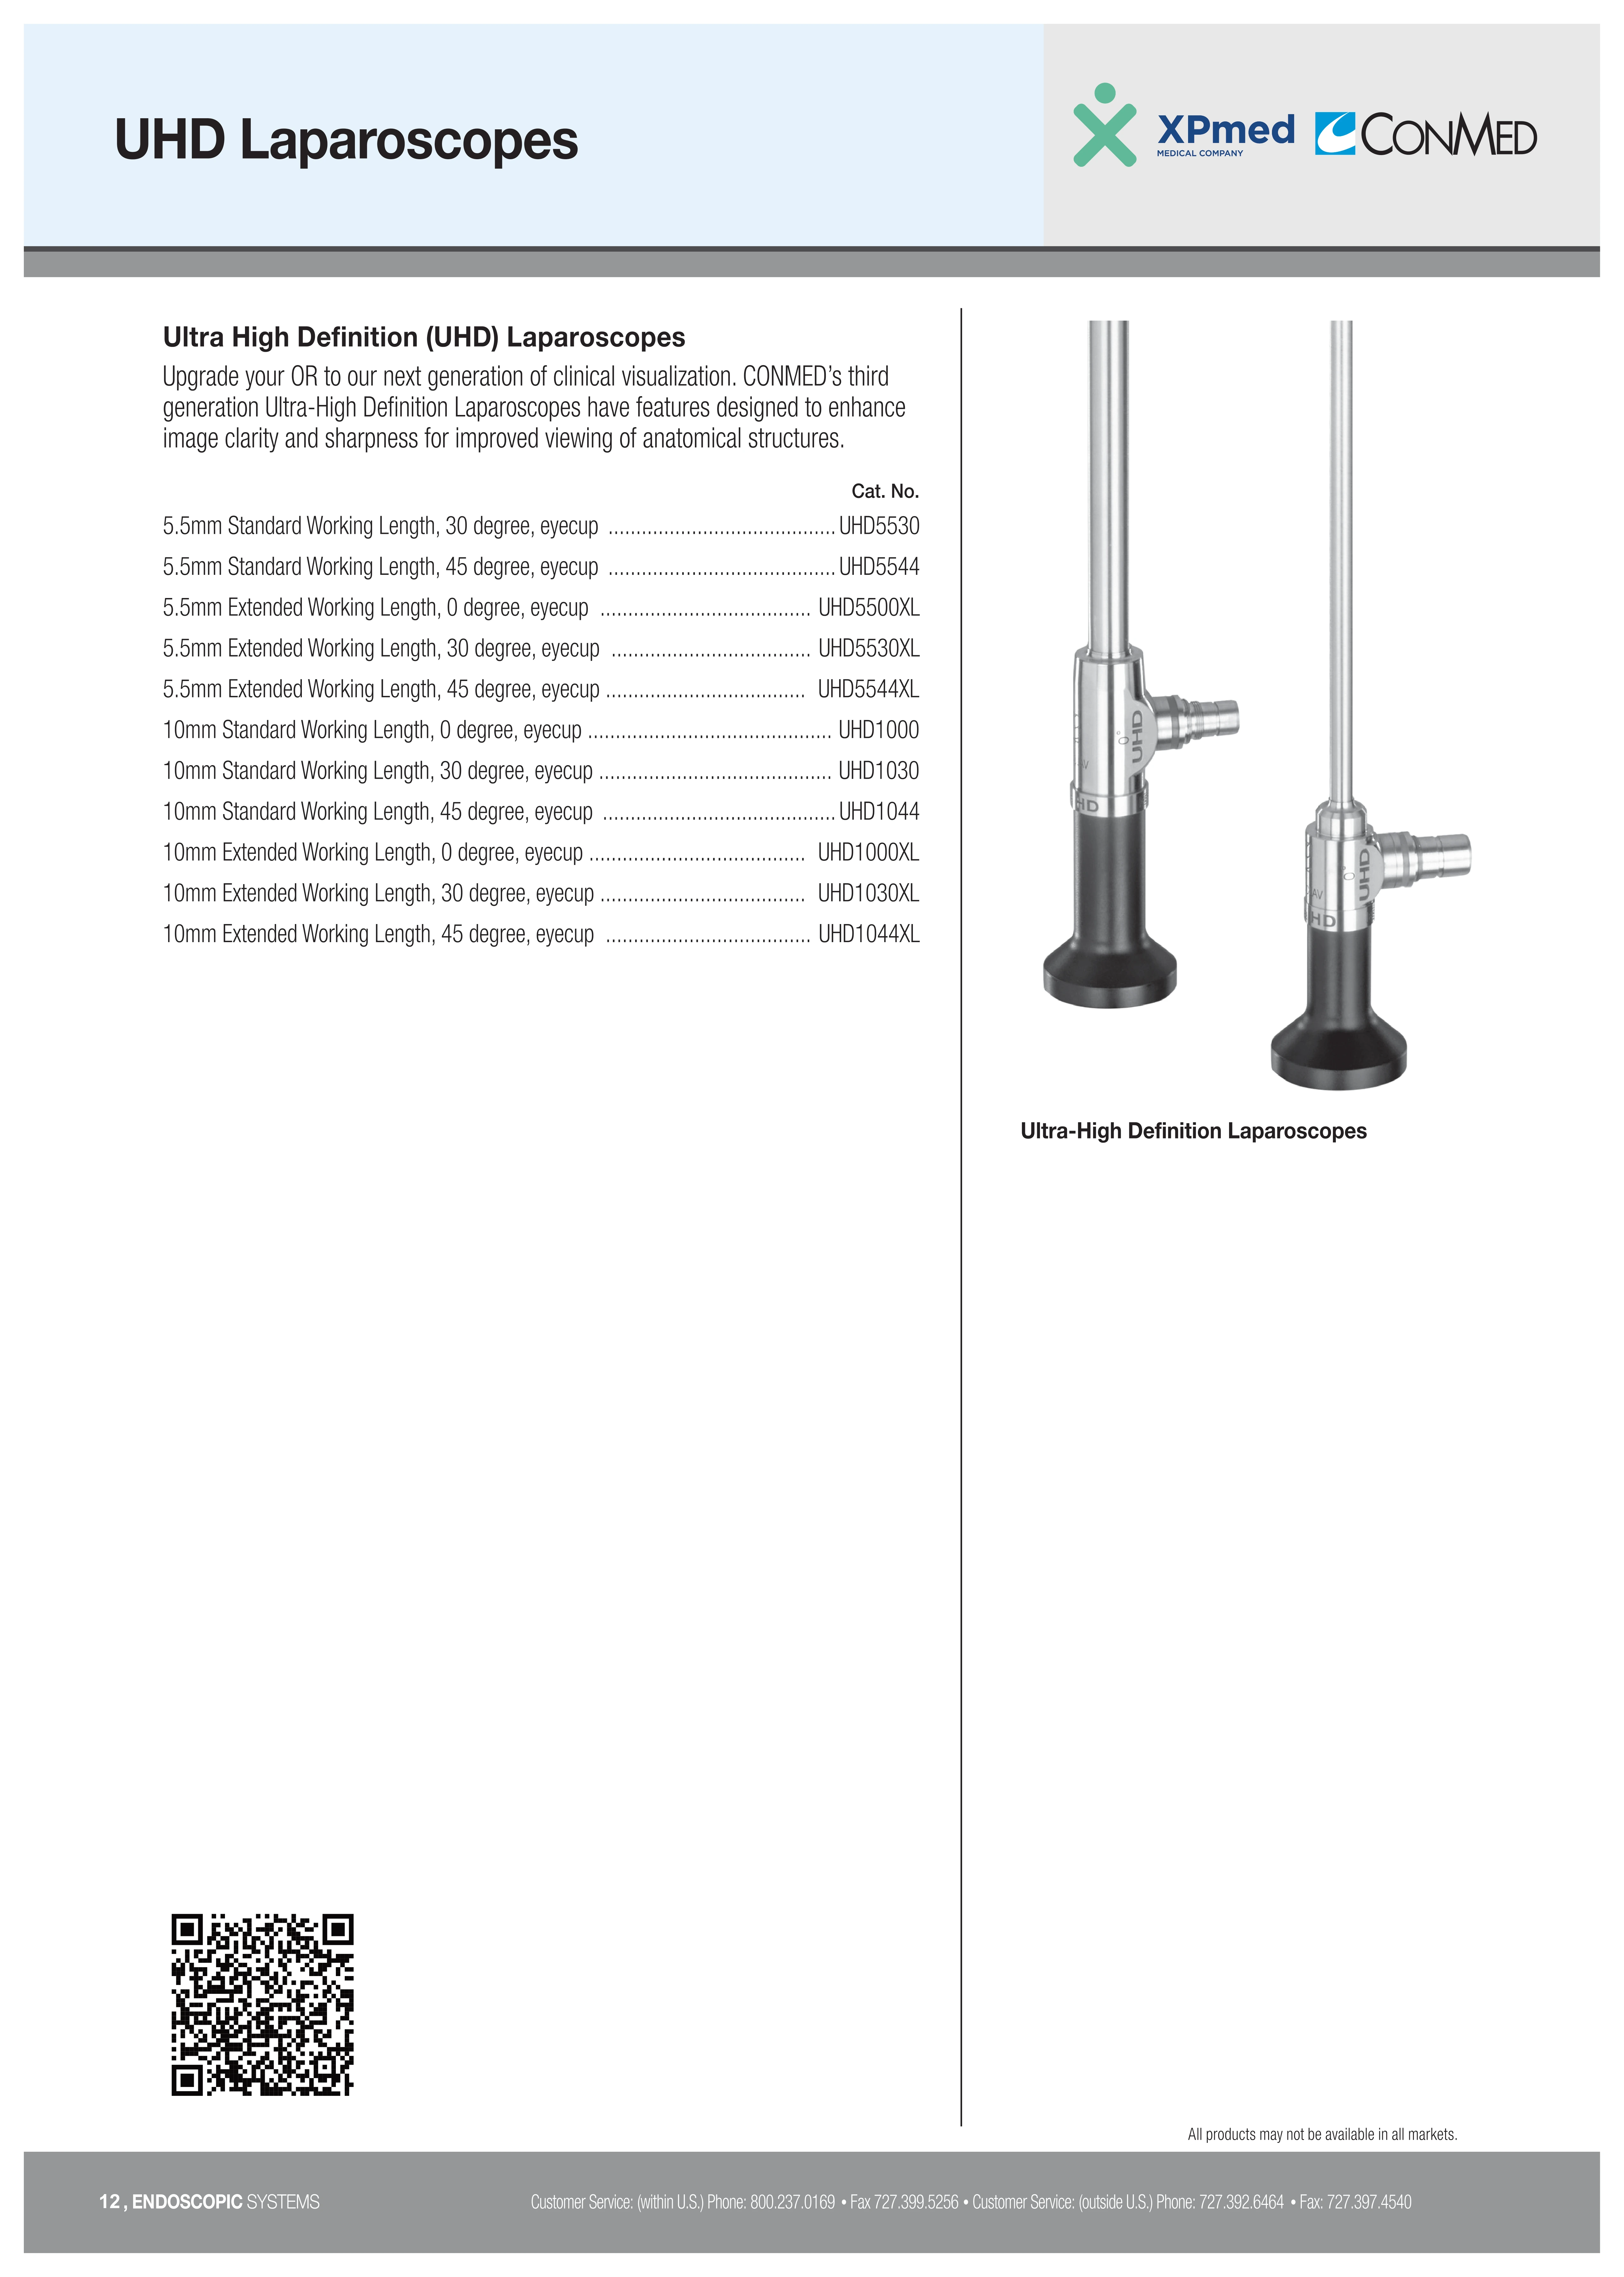 UHD Laparoscopes
XPmed
MEDICAL COMPANY
CONMED
Ultra High Definition (UHD) Laparoscopes
Upgrade your OR to our next generation of clinical visualization. CONMED’s third
generation Ultra-High Definition Laparoscopes have features designed to enhance
image clarity and sharpness for improved viewing of anatomical structures.
Cat. No.
5.5mm Standard Working Length, 30 degree, eyecup ......................................... UHD5530
5.5mm Standard Working Length, 45 degree, eyecup ......................................... UHD5544
5.5mm Extended Working Length, 0 degree, eyecup ...................................... UHD5500XL
5.5mm Extended Working Length, 30 degree, eyecup .................................... UHD5530XL
5.5mm Extended Working Length, 45 degree, eyecup .................................... UHD5544XL
10mm Standard Working Length, 0 degree, eyecup ............................................ UHD1000
10mm Standard Working Length, 30 degree, eyecup .......................................... UHD1030
10mm Standard Working Length, 45 degree, eyecup .......................................... UHD1044
10mm Extended Working Length, 0 degree, eyecup ....................................... UHD1000XL
10mm Extended Working Length, 30 degree, eyecup ..................................... UHD1030XL
10mm Extended Working Length, 45 degree, eyecup ..................................... UHD1044XL
UHD
0°
AV
HD
UHD
AV
HD
Ultra-High Definition Laparoscopes
All products may not be available in all markets.
12, ENDOSCOPIC SYSTEMS
Customer Service: (within U.S.) Phone: 800.237.0169 • Fax 727.399.5256 • Customer Service: (outside U.S.) Phone: 727.392.6464 • Fax: 727.397.4540